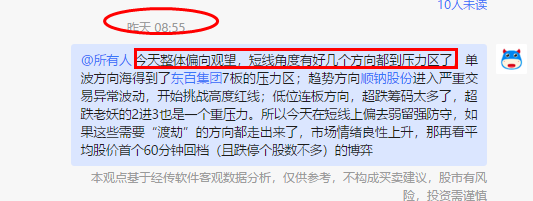 10人未读
昨天 08:55
@所有人 今天整体偏向观望，短线角度有好几个方向都到压力区了，单
波方向海得到了东百集团7板的压力区；趋势方向顺钠股份进入严重交
易异常波动，开始挑战高度红线；低位连板方向，超跌筹码太多了，超
跌老妖的2进3也是一个重压力。所以今天在短线上偏去弱留强防守，如
果这些需要“渡劫”的方向都走出来了，市场情绪良性上升，那再看平
均股价首个60分钟回档（且跌停个股数不多）的博弈
本观点基于经传软件客观数据分析，仅供参考，不构成买卖建议，股市有风
险，投资需谨慎